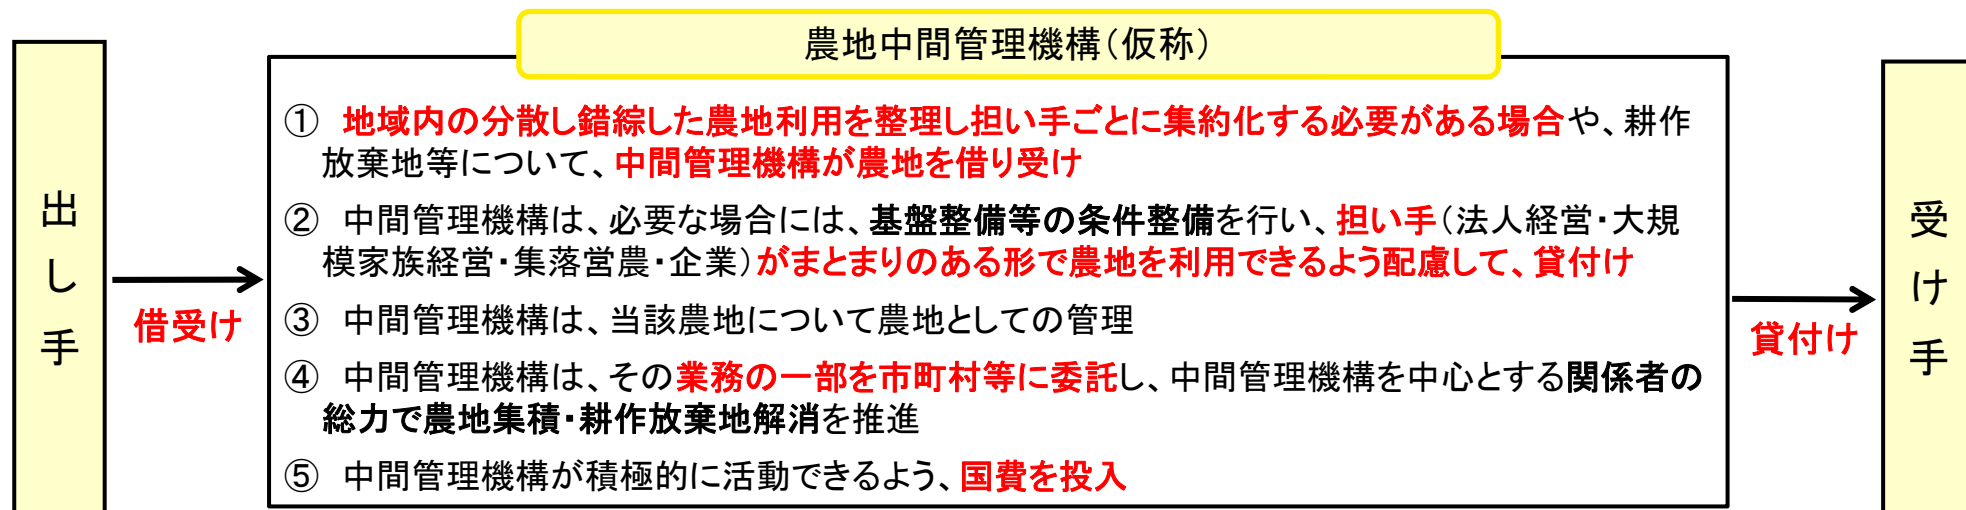 農地中間管理機構（仮称）
出し手
借受け
① 地域内の分散し錯綜した農地利用を整理し担い手ごとに集約化する必要がある場合や、耕作
放棄地等について、中間管理機構が農地を借り受け
② 中間管理機構は、必要な場合には、基盤整備等の条件整備を行い、担い手（法人経営・大規
模家族経営・集落営農・企業）がまとまりのある形で農地を利用できるよう配慮して、貸付け
③ 中間管理機構は、当該農地について農地としての管理
④ 中間管理機構は、その業務の一部を市町村等に委託し、中間管理機構を中心とする関係者の
総力で農地集積・耕作放棄地解消を推進
⑤ 中間管理機構が積極的に活動できるよう、国費を投入
貸付け
受け手